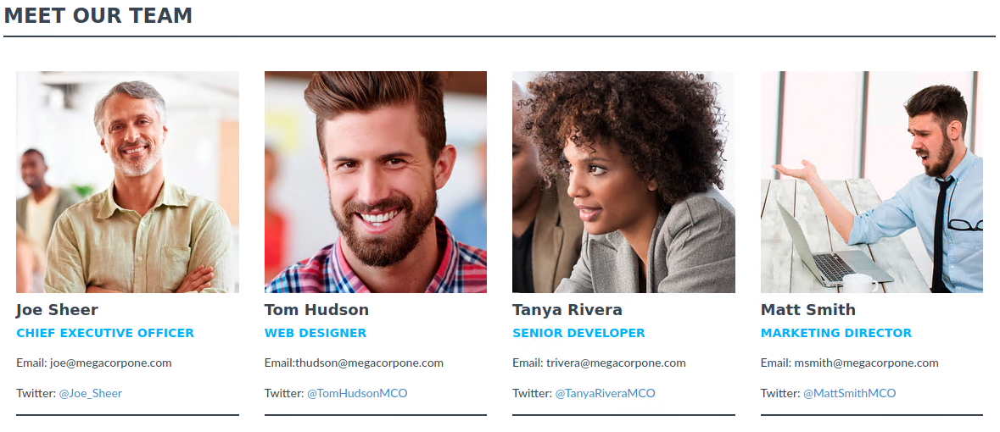 MEET OUR TEAM
Joe Sheer
CHIEF EXECUTIVE OFFICER
Email: joe@megacorpone.com
Twitter: @Joe_Sheer
Tom Hudson
WEB DESIGNER
Email:thudson@megacorpone.com
Twitter: @TomHudsonMCO
Tanya Rivera
SENIOR DEVELOPER
Email: trivera@megacorpone.com
Twitter: @TanyaRiveraMCO
Matt Smith
MARKETING DIRECTOR
Email: msmith@megacorpone.com
Twitter: @MattSmithMCO